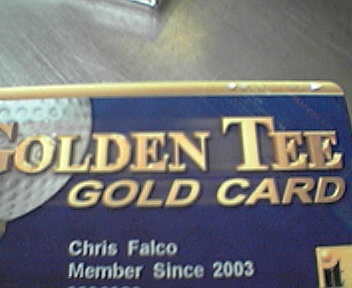 GOLDEN TEE
GOLD CARD
Chris Falco
Member Since 2003